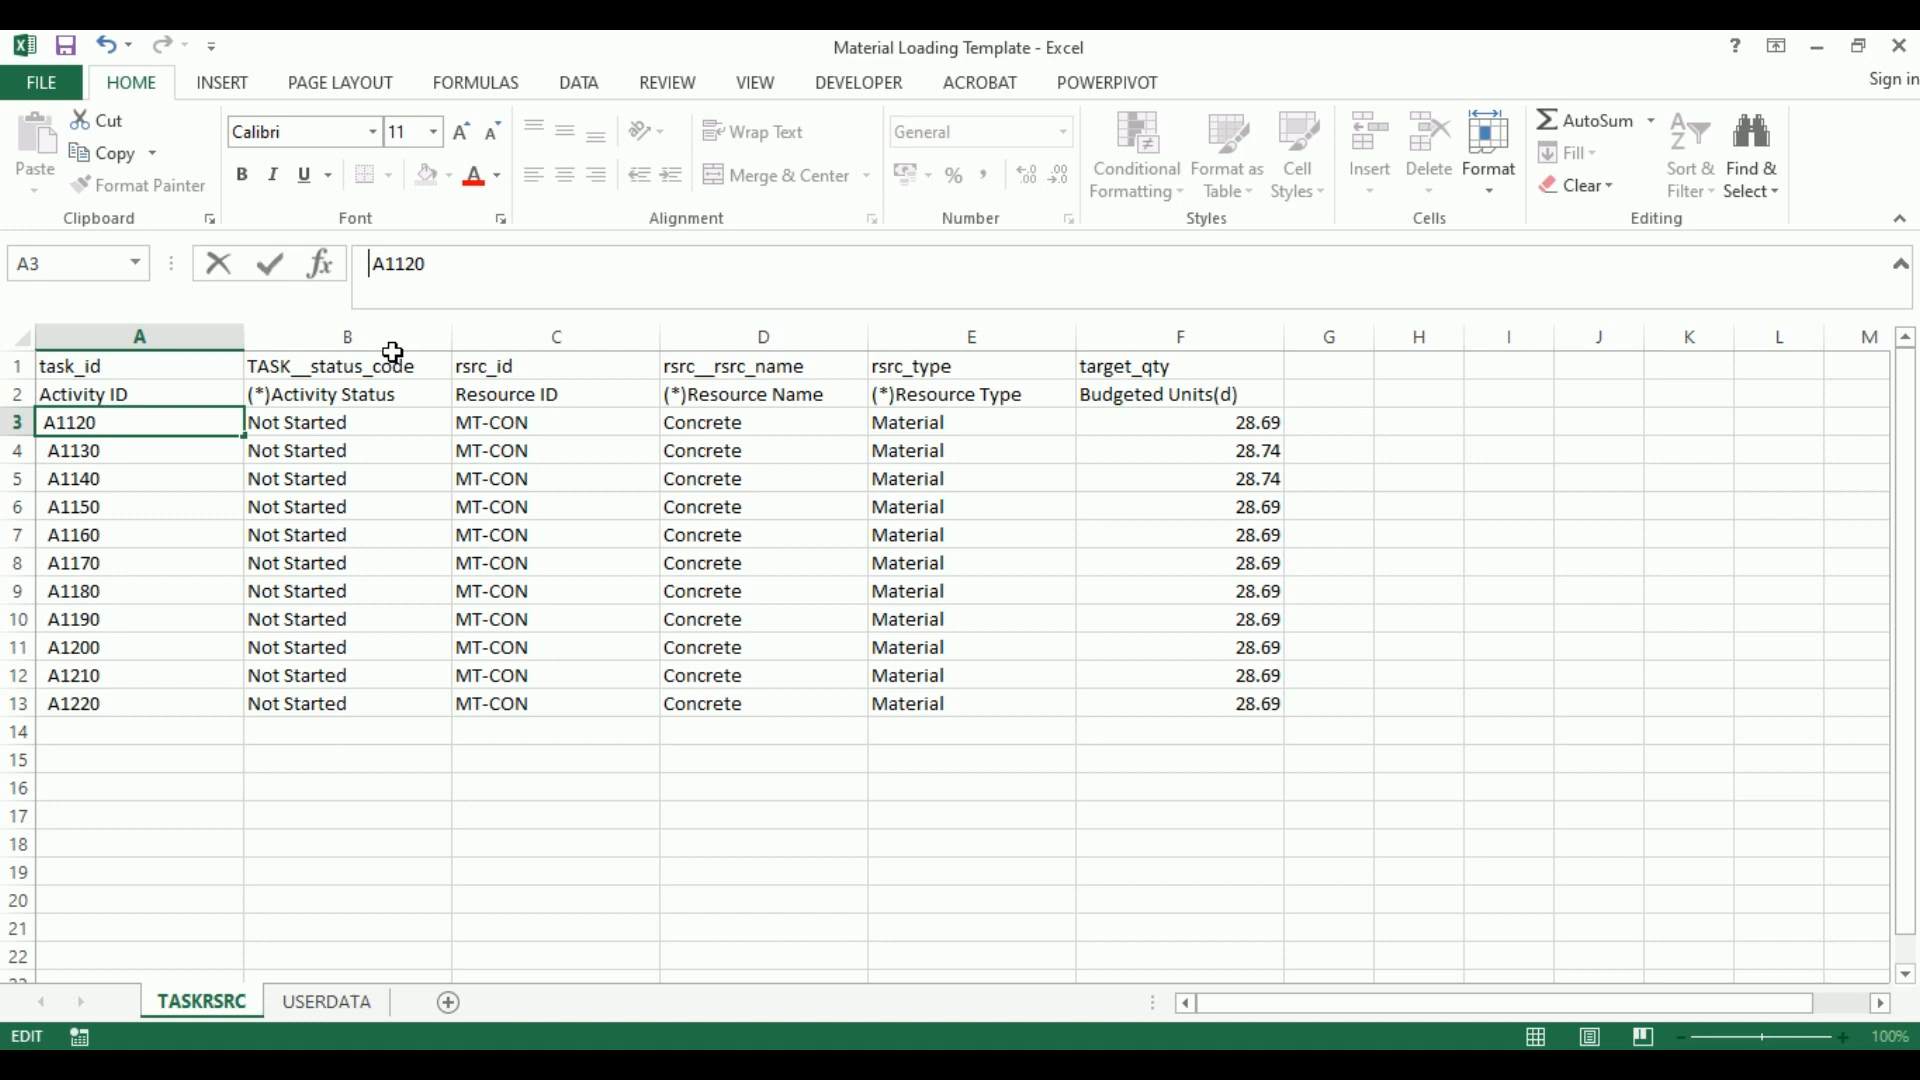 Material Loading Template - Excel
?
Sign in
FILE HOME INSERT PAGE LAYOUT FORMULAS DATA REVIEW VIEW DEVELOPER ACROBAT POWERPIVOT
Paste
Cut
Copy
Format Painter
Clipboard
Calibri 11
B I U A
Font
Wrap Text
Merge & Center
Alignment
General
%
Number
Conditional Formatting
Format as Table
Cell Styles
Styles
Insert
Delete
Format
Cells
AutoSum
Fill
Clear
Sort & Filter
Find & Select
Editing
A3 fx A1120
A B C D E F G H I J K L M
1 task_id TASK__status_code rsrc_id rsrc__rsrc_name rsrc_type target_qty
2 Activity ID (*)Activity Status Resource ID (*)Resource Name (*)Resource Type Budgeted Units(d)
3 A1120 Not Started MT-CON Concrete Material 28.69
4 A1130 Not Started MT-CON Concrete Material 28.74
5 A1140 Not Started MT-CON Concrete Material 28.74
6 A1150 Not Started MT-CON Concrete Material 28.69
7 A1160 Not Started MT-CON Concrete Material 28.69
8 A1170 Not Started MT-CON Concrete Material 28.69
9 A1180 Not Started MT-CON Concrete Material 28.69
10 A1190 Not Started MT-CON Concrete Material 28.69
11 A1200 Not Started MT-CON Concrete Material 28.69
12 A1210 Not Started MT-CON Concrete Material 28.69
13 A1220 Not Started MT-CON Concrete Material 28.69
14
15
16
17
18
19
20
21
22
TASKRSRC USERDATA
EDIT 100%